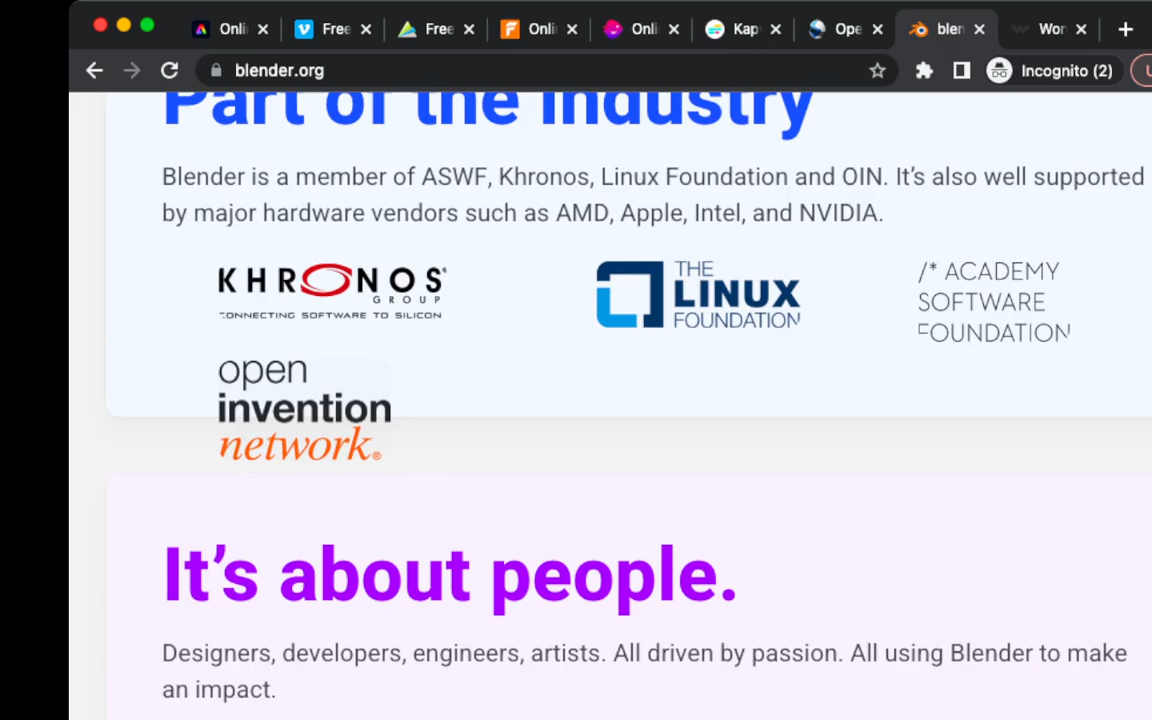 Onli
Free
Free
Onli
Onli
Kap
Ope
blen
Wor
blender.org
Incognito (2)
Part of the Industry
Blender is a member of ASWF, Khronos, Linux Foundation and OIN. It’s also well supported
by major hardware vendors such as AMD, Apple, Intel, and NVIDIA.
KHRONOS
GROUP
CONNECTING SOFTWARE TO SILICON
THE
LINUX
FOUNDATION
/* ACADEMY
SOFTWARE
FOUNDATION
open
invention
network®
It’s about people.
Designers, developers, engineers, artists. All driven by passion. All using Blender to make
an impact.